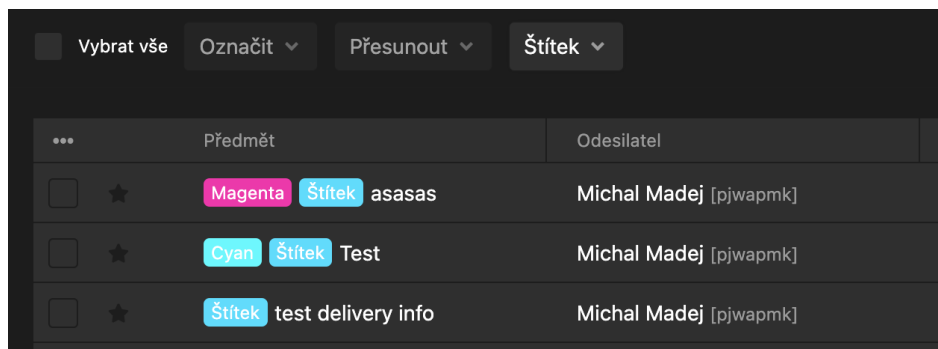 Vybrat vše Označit Přesunout Štítek
••• Předmět Odesilatel
Magenta Štítek asasas Michal Madej [pjwapmk]
Cyan Štítek Test Michal Madej [pjwapmk]
Štítek test delivery info Michal Madej [pjwapmk]